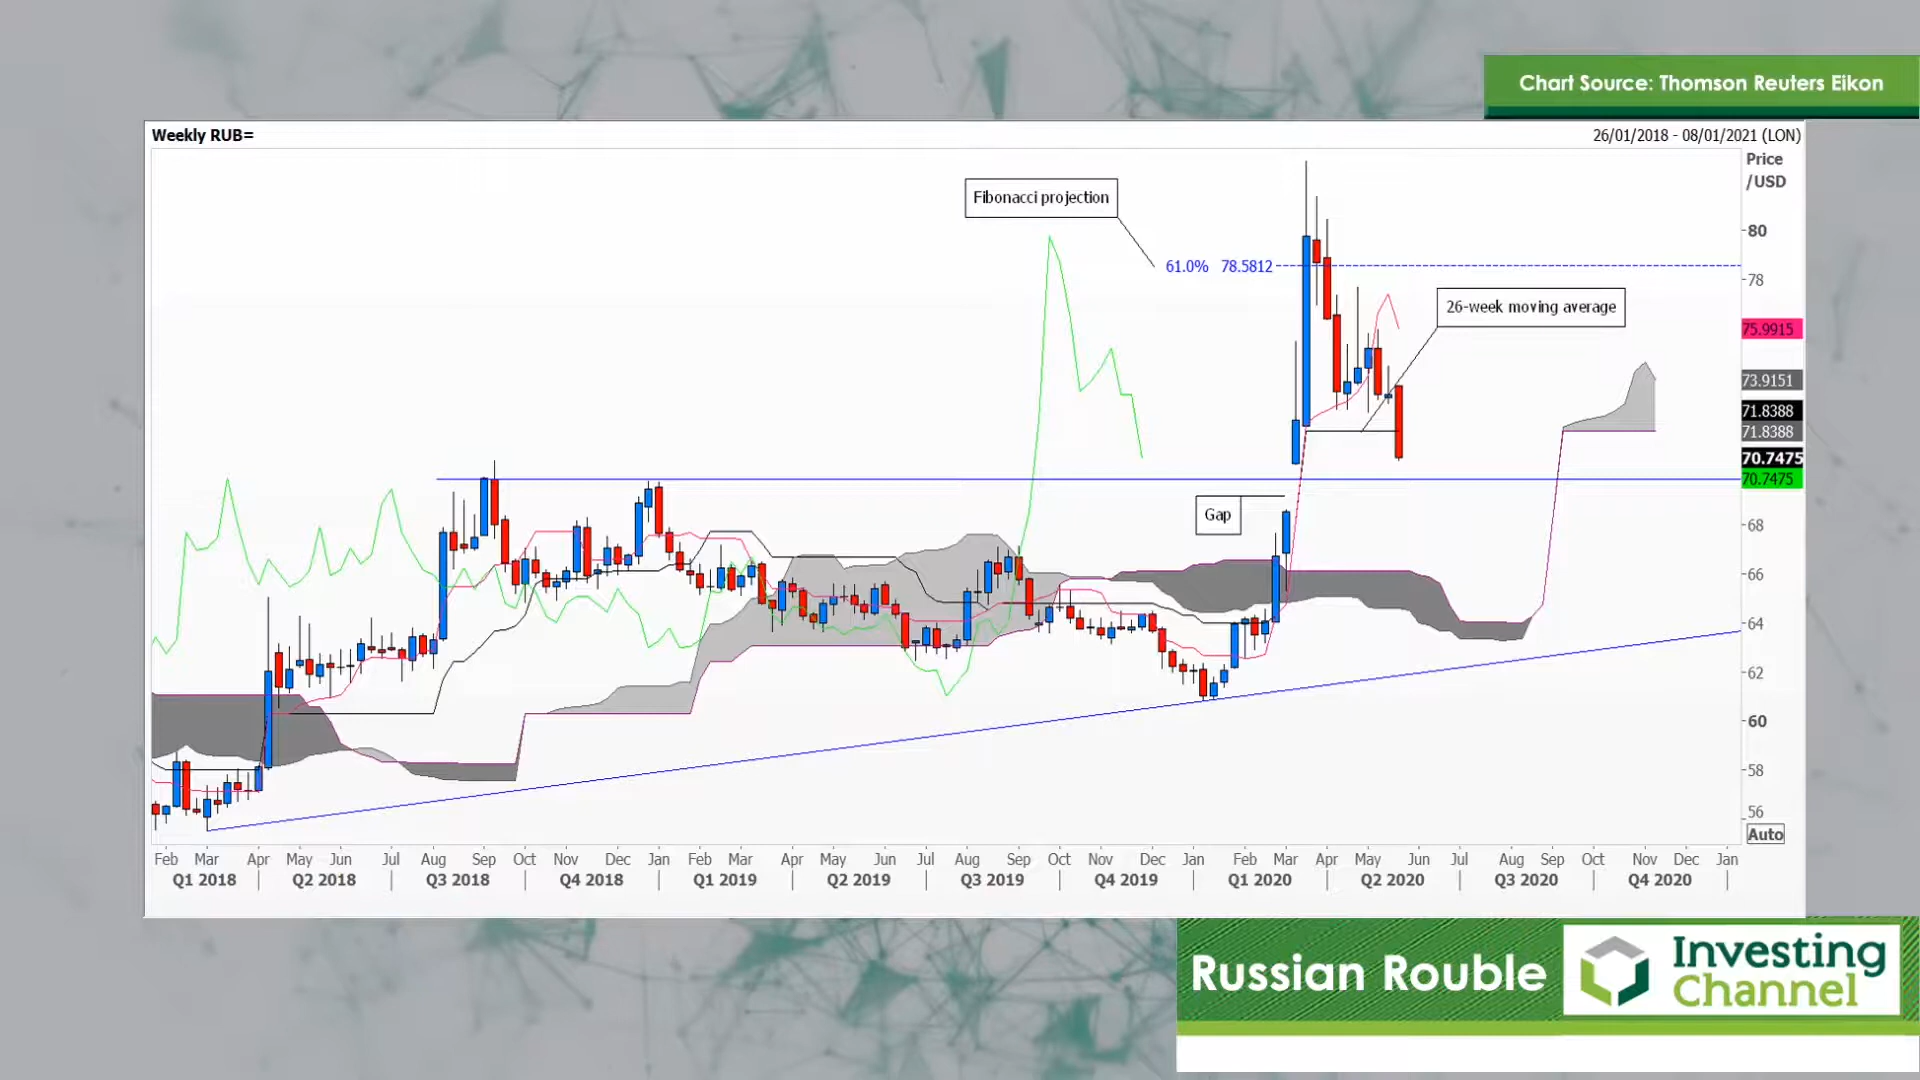 Chart Source: Thomson Reuters Eikon
Weekly RUB=
26/01/2018 - 08/01/2021 (LON)
Price
/USD
Fibonacci projection
80
61.0% 78.5812
78
26-week moving average
75.9915
73.9151
71.8388
71.8388
70.7475
70.7475
Gap
68
66
64
62
60
58
56
Auto
Feb Mar Apr May Jun Jul Aug Sep Oct Nov Dec Jan Feb Mar Apr May Jun Jul Aug Sep Oct Nov Dec Jan Feb Mar Apr May Jun Jul Aug Sep Oct Nov Dec Jan
Q1 2018 Q2 2018 Q3 2018 Q4 2018 Q1 2019 Q2 2019 Q3 2019 Q4 2019 Q1 2020 Q2 2020 Q3 2020 Q4 2020
Russian Rouble
Investing
Channel